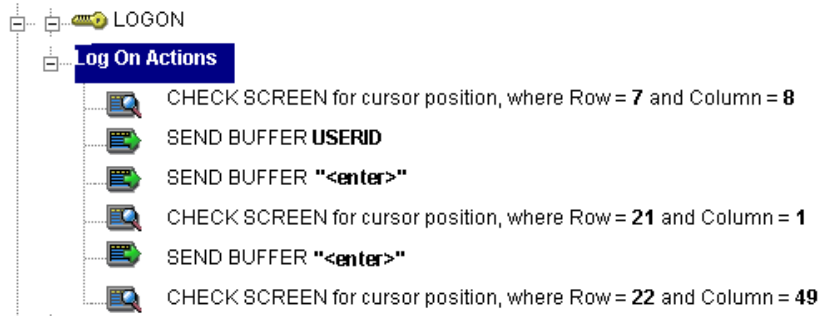 LOGON
Log On Actions
CHECK SCREEN for cursor position, where Row = 7 and Column = 8
SEND BUFFER USERID
SEND BUFFER "<enter>"
CHECK SCREEN for cursor position, where Row = 21 and Column = 1
SEND BUFFER "<enter>"
CHECK SCREEN for cursor position, where Row = 22 and Column = 49